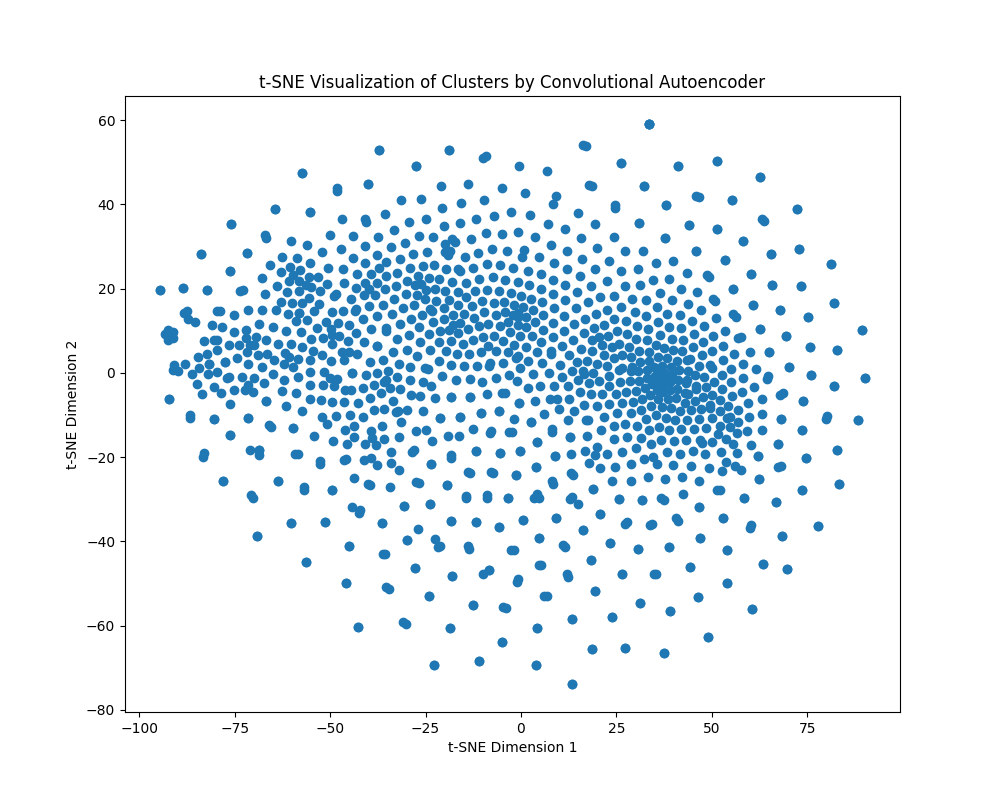 t-SNE Visualization of Clusters by Convolutional Autoencoder
60
40
20
0
−20
−40
−60
−80
t-SNE Dimension 2
−100 −75 −50 −25 0 25 50 75
t-SNE Dimension 1